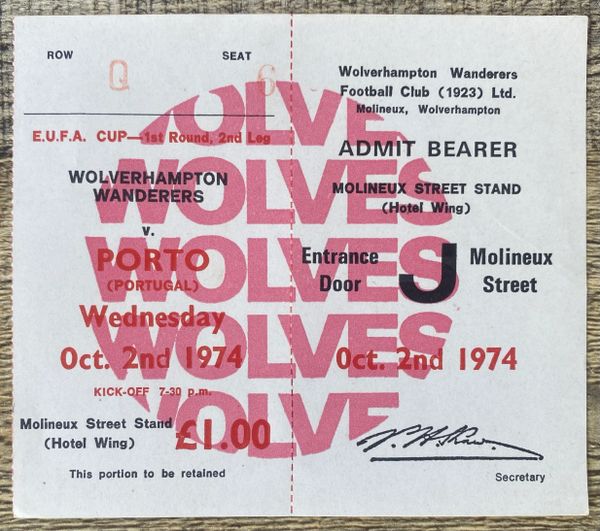 ROW SEAT
Q 6
E.U.F.A. CUP—1st Round, 2nd Leg
WOLVERHAMPTON
WANDERERS
v.
PORTO
(PORTUGAL)
Wednesday
Oct. 2nd 1974
KICK-OFF 7-30 p.m.
Molineux Street Stand
(Hotel Wing)
£1.00
This portion to be retained
Wolverhampton Wanderers
Football Club (1923) Ltd.
Molineux, Wolverhampton
ADMIT BEARER
MOLINEUX STREET STAND
(Hotel Wing)
Entrance
Door
J
Molineux
Street
Oct. 2nd 1974
Secretary
WOLVES
WOLVES
WOLVES
WOLVES
WOLVE